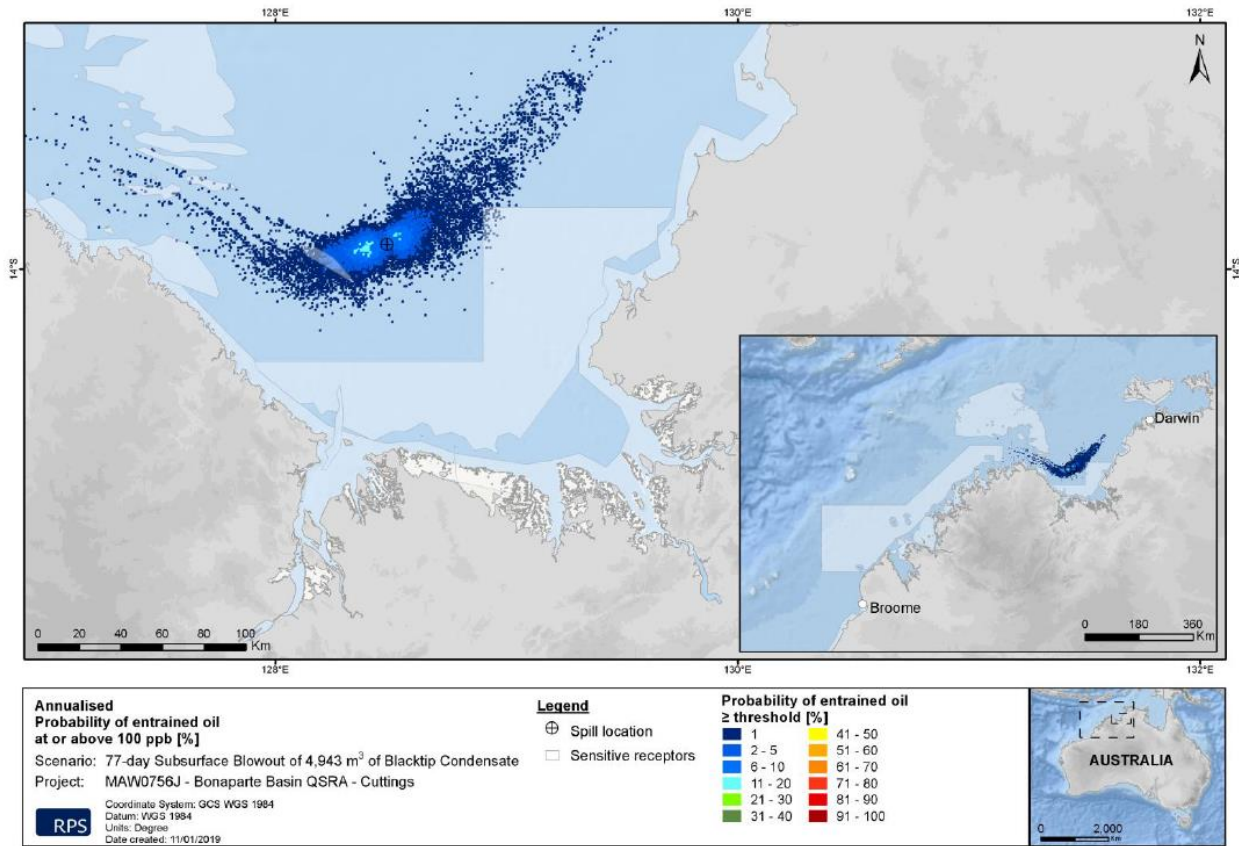 128°E 130°E 132°E
N
14°S 14°S
Darwin
Broome
0 20 40 60 80 100
Km
0 180 360
Km
128°E 130°E 132°E
Annualised
Probability of entrained oil
at or above 100 ppb [%]
Scenario: 77-day Subsurface Blowout of 4,943 m³ of Blacktip Condensate
Project: MAW0756J - Bonaparte Basin QSRA - Cuttings
RPS
Coordinate System: GCS WGS 1984
Datum: WGS 1984
Units: Degree
Date created: 11/01/2019
Legend
Spill location
Sensitive receptors
Probability of entrained oil
≥ threshold [%]
1 41 - 50
2 - 5 51 - 60
6 - 10 61 - 70
11 - 20 71 - 80
21 - 30 81 - 90
31 - 40 91 - 100
AUSTRALIA
0 2,000
Km